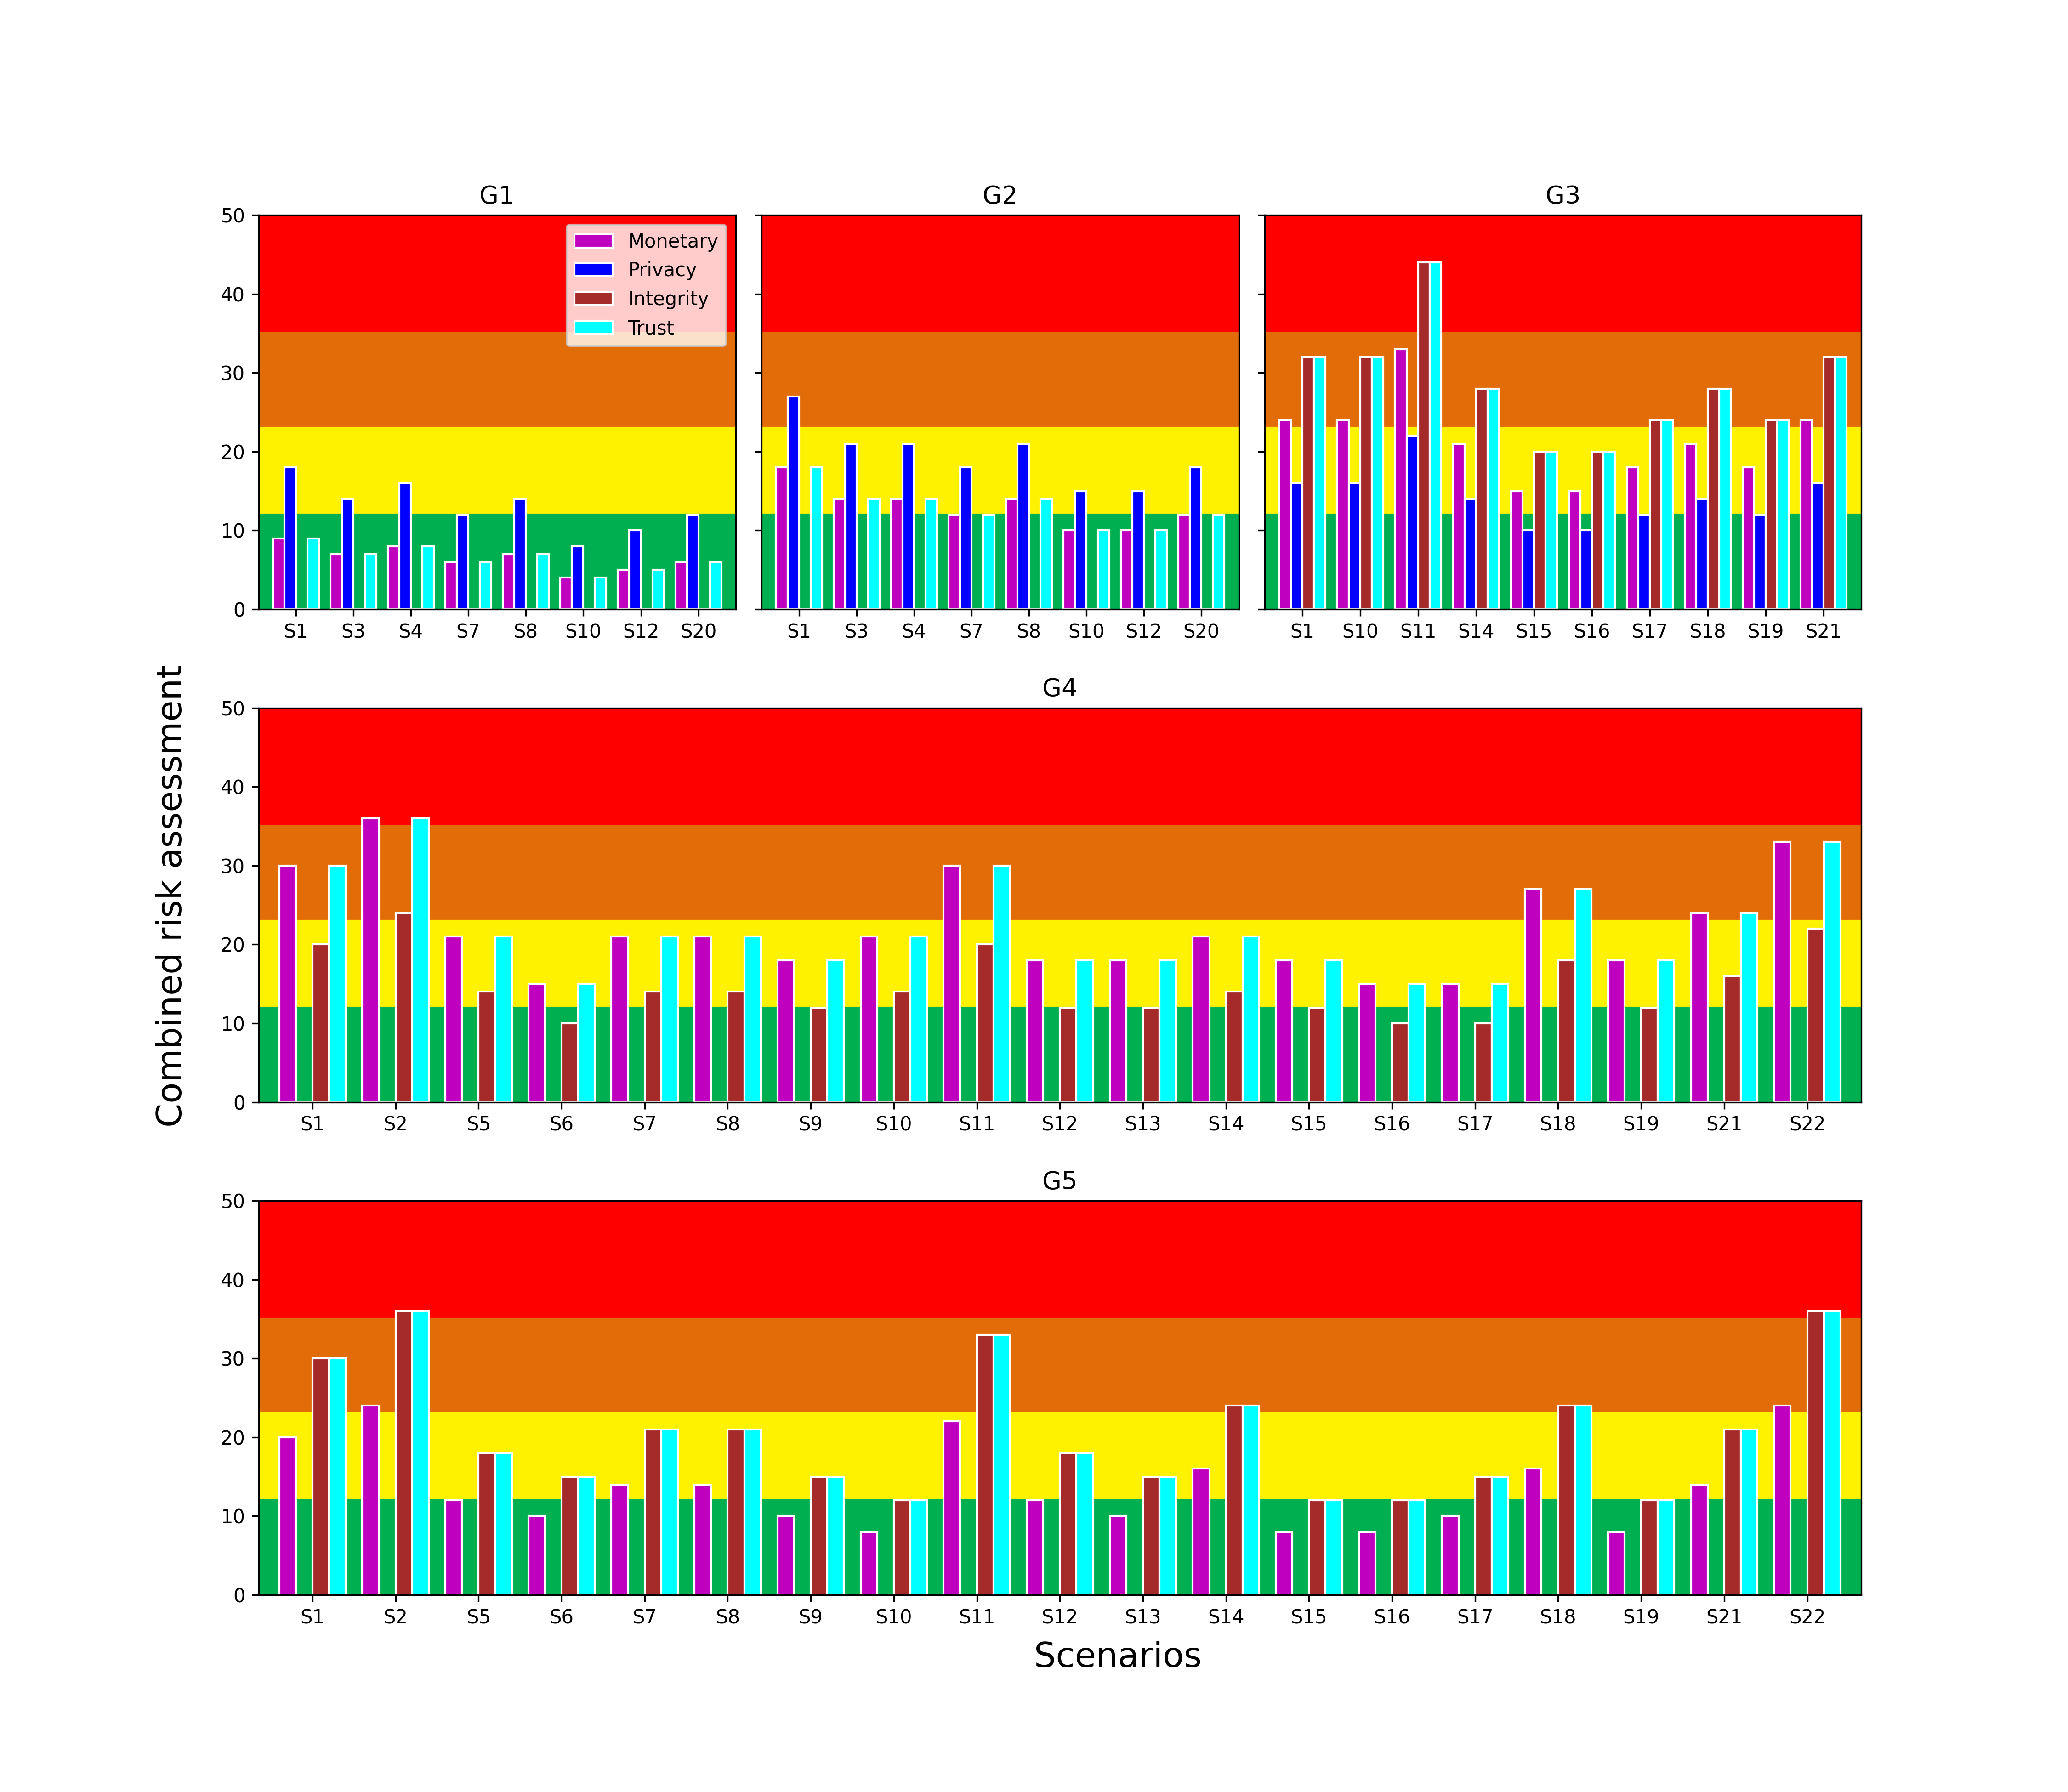 G1 G2 G3
50
40
30
20
10
0
Monetary
Privacy
Integrity
Trust
S1 S3 S4 S7 S8 S10 S12 S20
S1 S3 S4 S7 S8 S10 S12 S20
S1 S10 S11 S14 S15 S16 S17 S18 S19 S21
Combined risk assessment
G4
50
40
30
20
10
0
S1 S2 S5 S6 S7 S8 S9 S10 S11 S12 S13 S14 S15 S16 S17 S18 S19 S21 S22
G5
50
40
30
20
10
0
S1 S2 S5 S6 S7 S8 S9 S10 S11 S12 S13 S14 S15 S16 S17 S18 S19 S21 S22
Scenarios